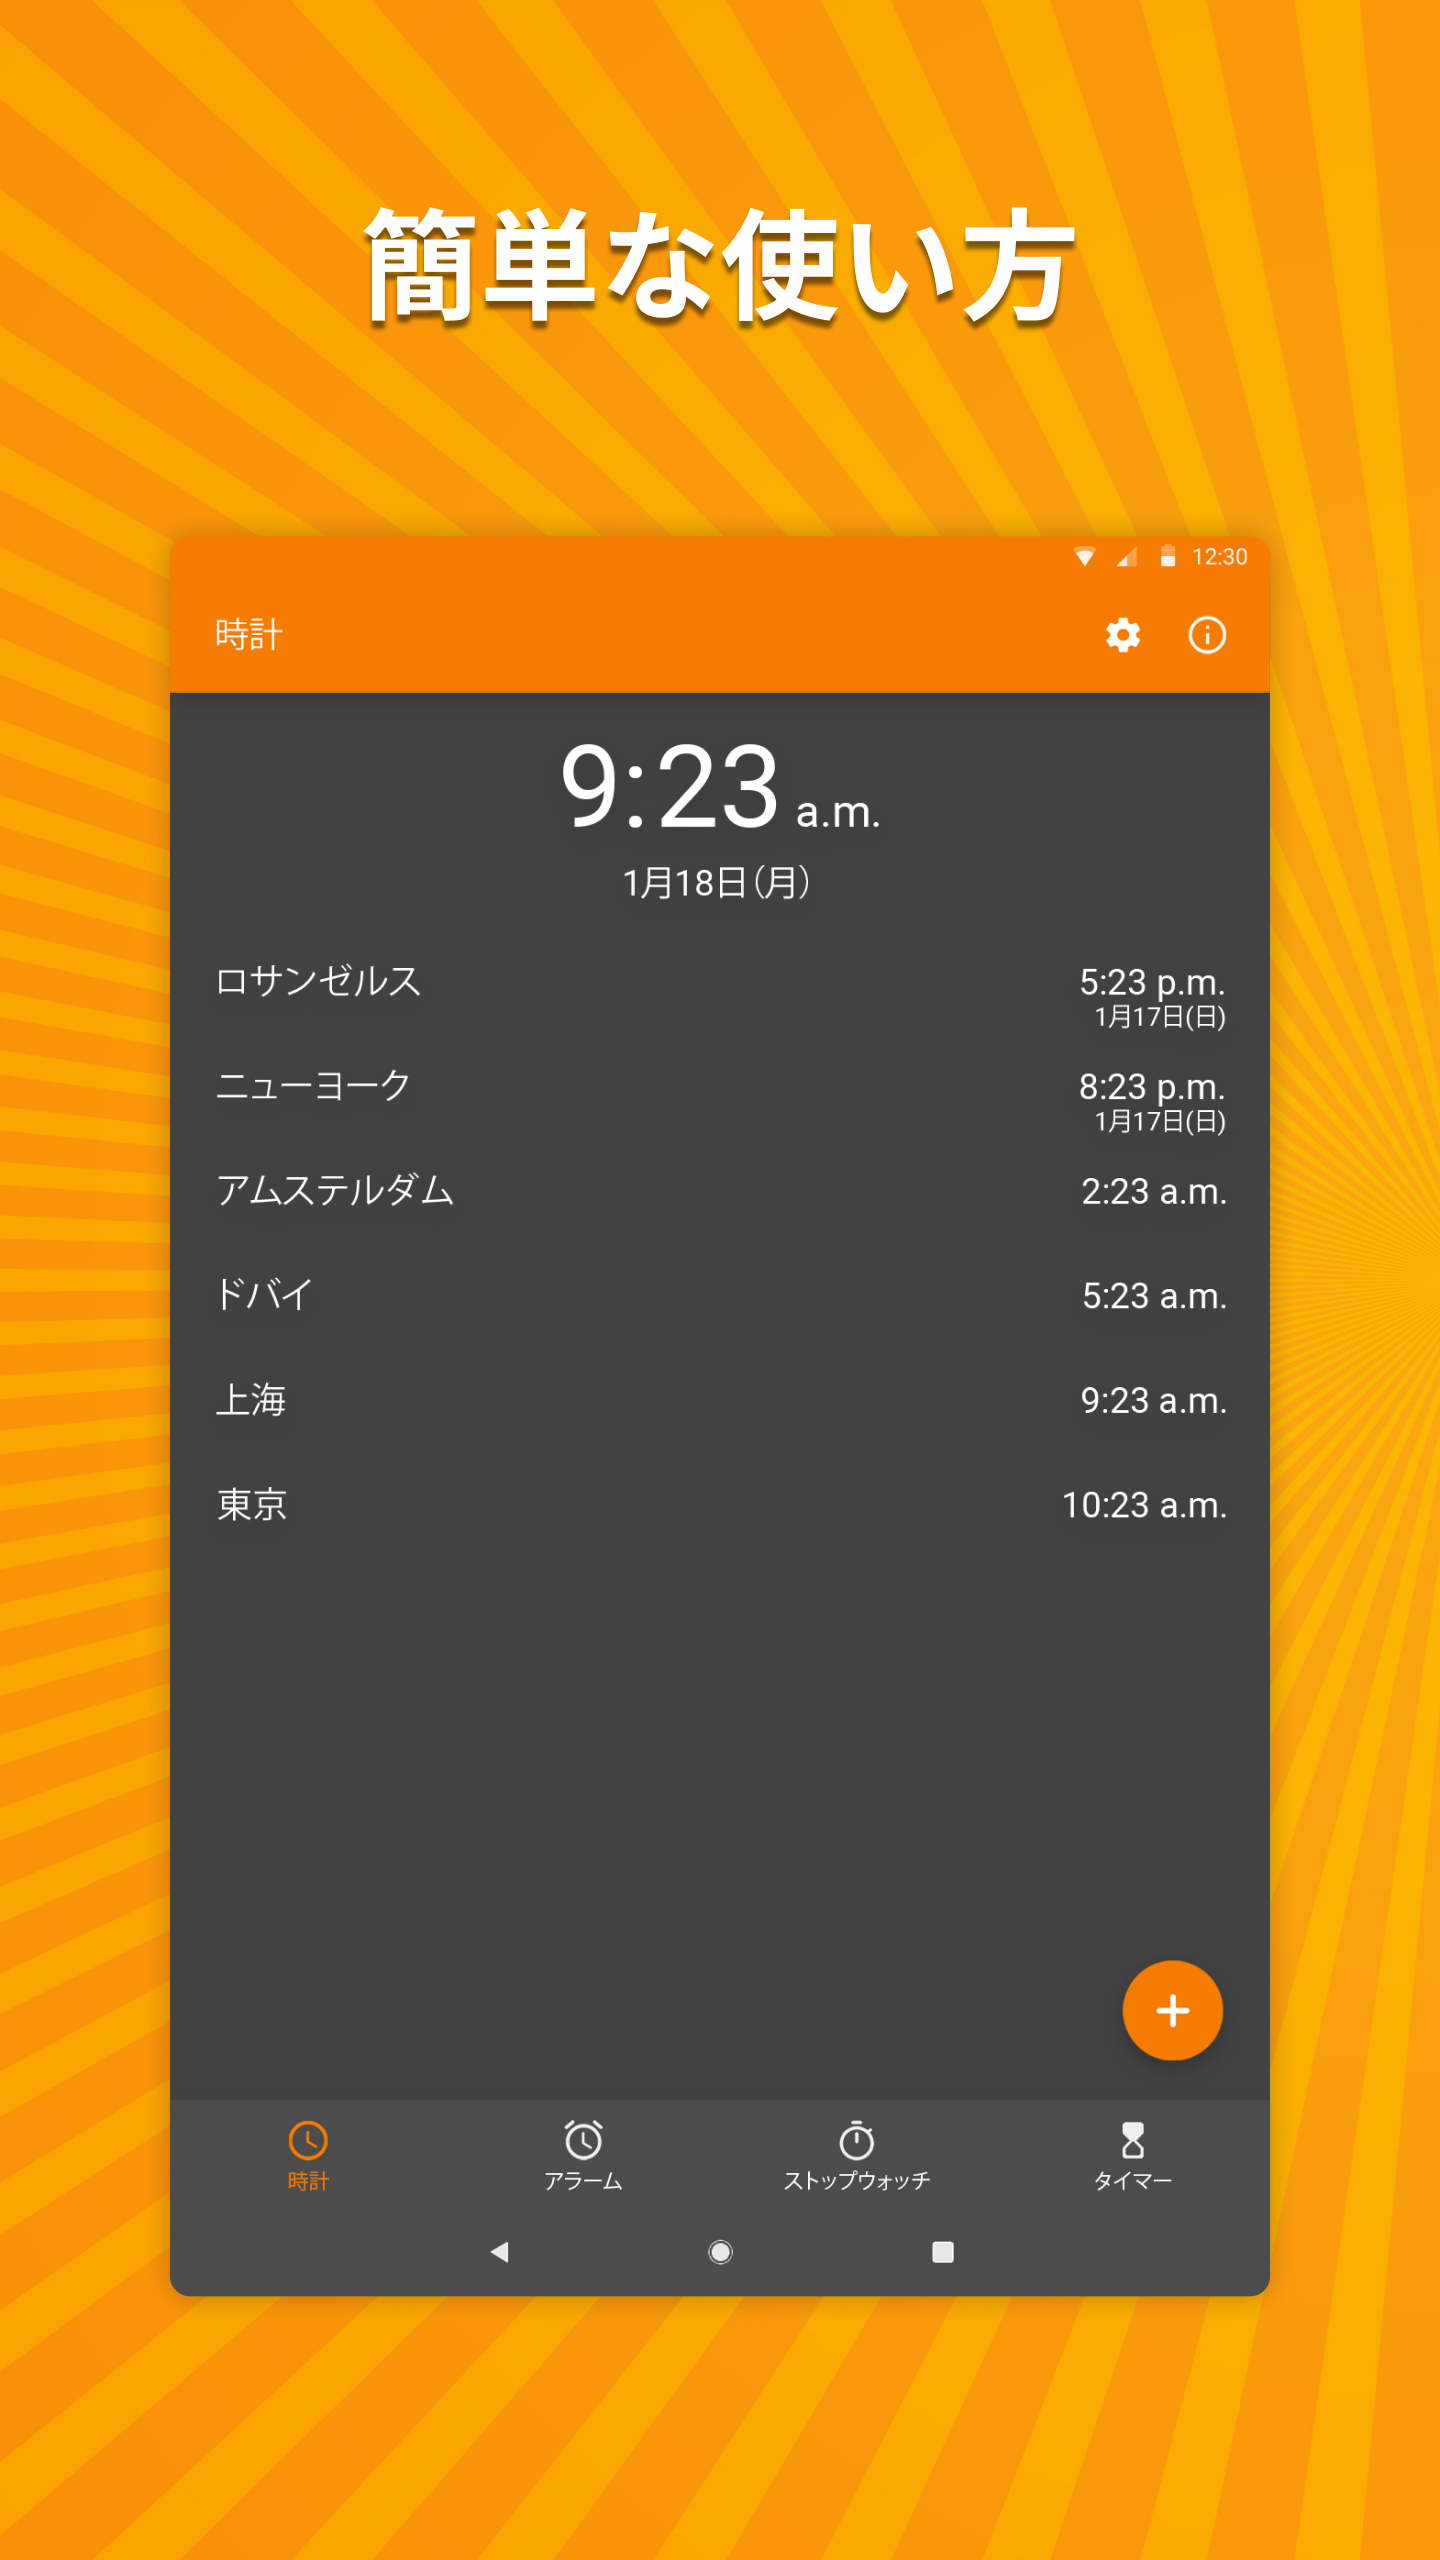 簡単な使い方
12:30
時計
9:23 a.m.
1月18日(月)
ロサンゼルス 5:23 p.m.
1月17日(日)
ニューヨーク 8:23 p.m.
1月17日(日)
アムステルダム 2:23 a.m.
ドバイ 5:23 a.m.
上海 9:23 a.m.
東京 10:23 a.m.
時計 アラーム ストップウォッチ タイマー